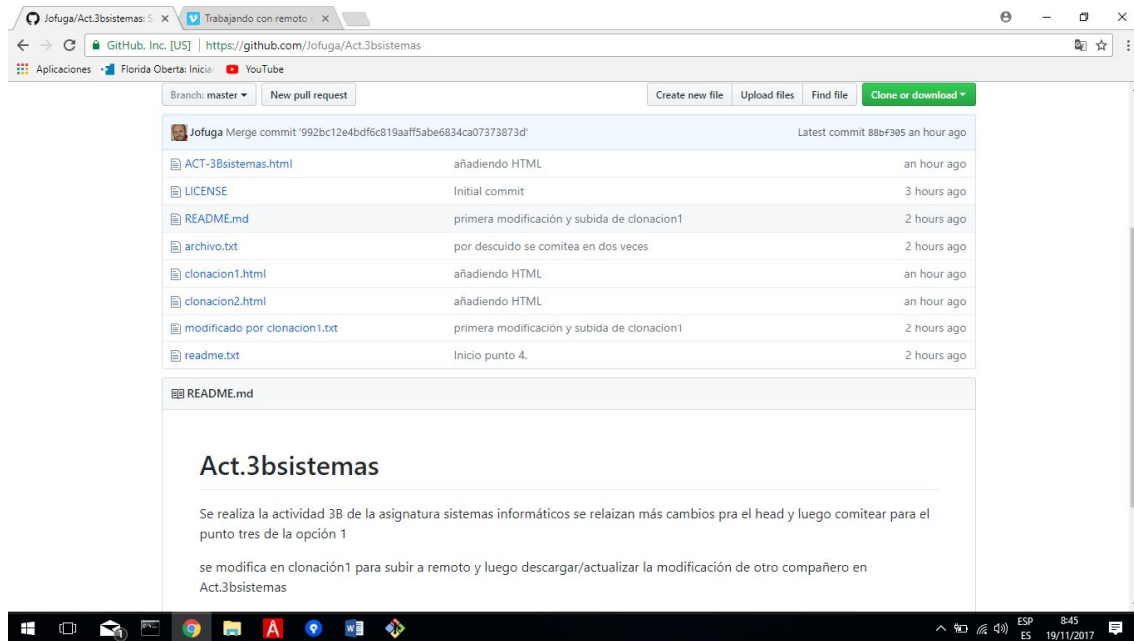 Jofuga/Act.3bsistemas: S
Trabajando con remoto e
GitHub, Inc. [US] | https://github.com/Jofuga/Act.3bsistemas
Aplicaciones Florida Oberta: Inicia YouTube
Branch: master New pull request Create new file Upload files Find file Clone or download
Jofuga Merge commit '992bc12e4bdf6c819aaff5abe6834ca07373873d' Latest commit 88bf305 an hour ago
ACT-3Bsistemas.html añadiendo HTML an hour ago
LICENSE Initial commit 3 hours ago
README.md primera modificación y subida de clonacion1 2 hours ago
archivo.txt por descuido se comitea en dos veces 2 hours ago
clonacion1.html añadiendo HTML an hour ago
clonacion2.html añadiendo HTML an hour ago
modificado por clonacion1.txt primera modificación y subida de clonacion1 2 hours ago
readme.txt Inicio punto 4. 2 hours ago
README.md
Act.3bsistemas
Se realiza la actividad 3B de la asignatura sistemas informáticos se relaizan más cambios pra el head y luego comitear para el
punto tres de la opción 1
se modifica en clonación1 para subir a remoto y luego descargar/actualizar la modificación de otro compañero en
Act.3bsistemas
ESP 8:45
ES 19/11/2017